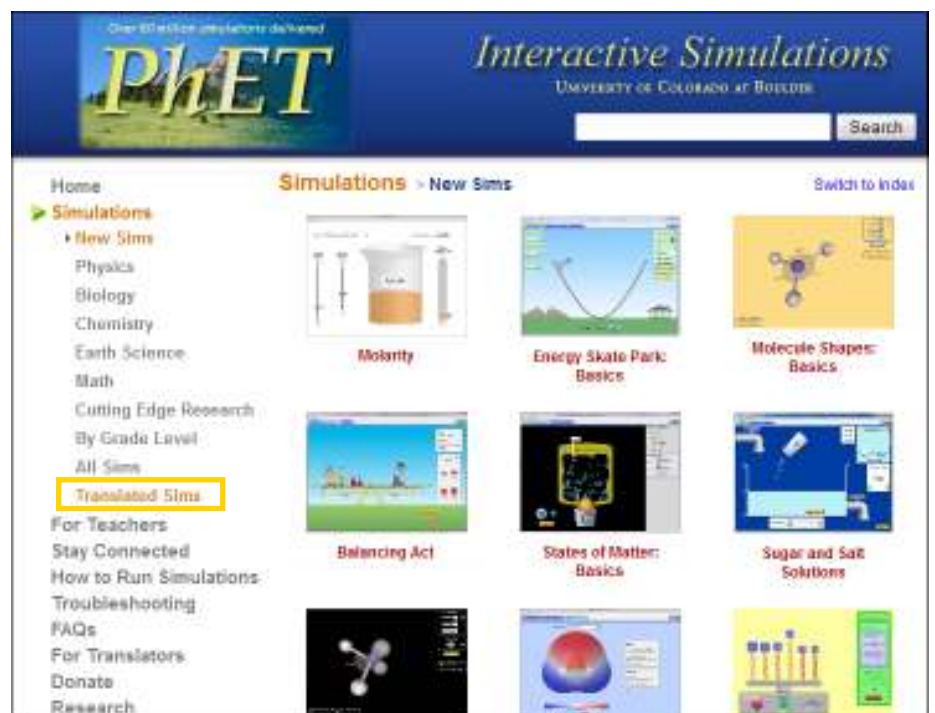 Over 60 million simulations delivered
PhET
Interactive Simulations
University of Colorado at Boulder
Search
Home
Simulations
New Sims
Physics
Biology
Chemistry
Earth Science
Math
Cutting Edge Research
By Grade Level
All Sims
Translated Sims
For Teachers
Stay Connected
How to Run Simulations
Troubleshooting
FAQs
For Translators
Donate
Research
Simulations > New Sims
Switch to Index
Molarity
Energy Skate Park:
Basics
Molecule Shapes:
Basics
Balancing Act
States of Matter:
Basics
Sugar and Salt
Solutions